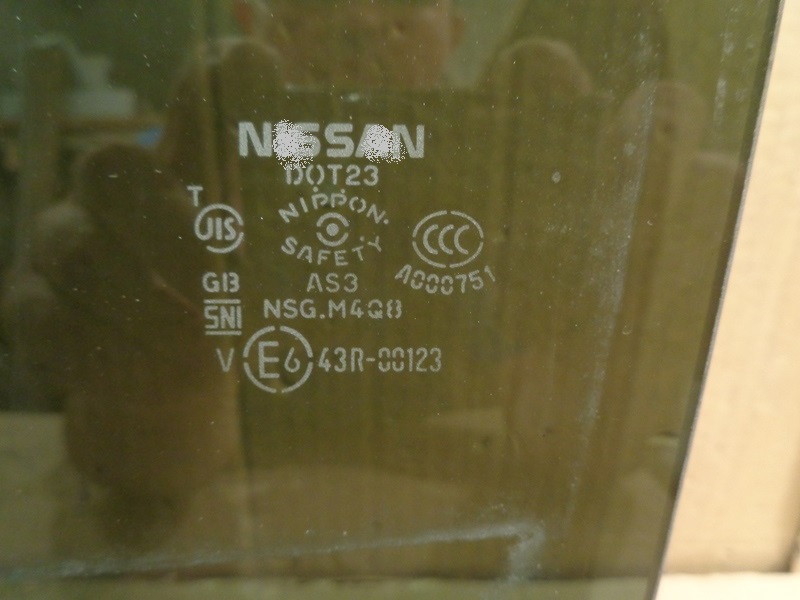 NISSAN
DOT23
T
JIS
NIPPON.
SAFETY
CCC
A000751
GB
AS3
SNI
NSG.M4Q8
V E6 43R-00123